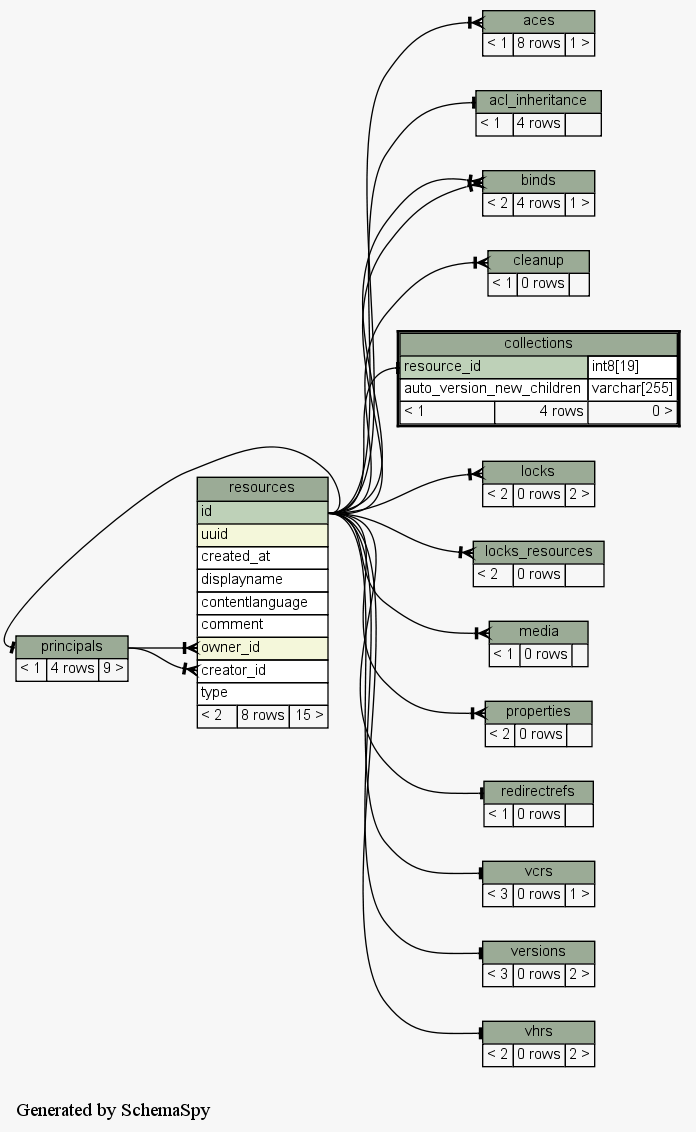 aces
< 1 8 rows 1 >
acl_inheritance
< 1 4 rows
binds
< 2 4 rows 1 >
cleanup
< 1 0 rows
collections
resource_id int8[19]
auto_version_new_children varchar[255]
< 1 4 rows 0 >
locks
< 2 0 rows 2 >
resources
id
uuid
created_at
displayname
contentlanguage
comment
owner_id
creator_id
type
< 2 8 rows 15 >
locks_resources
< 2 0 rows
media
< 1 0 rows
principals
< 1 4 rows 9 >
properties
< 2 0 rows
redirectrefs
< 1 0 rows
vcrs
< 3 0 rows 1 >
versions
< 3 0 rows 2 >
vhrs
< 2 0 rows 2 >
Generated by SchemaSpy